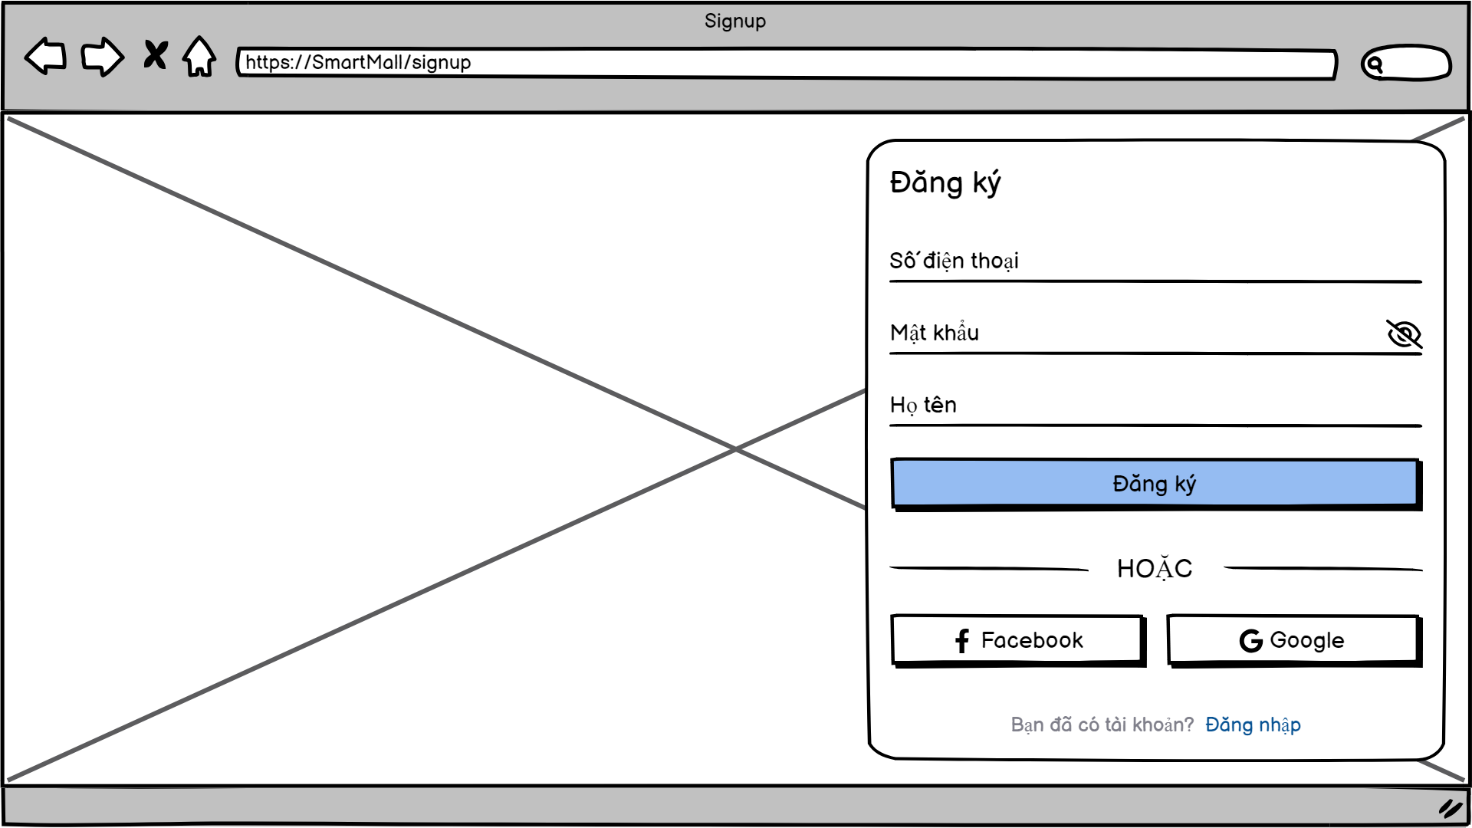 Signup
https://SmartMall/signup
Đăng ký
Số điện thoại
Mật khẩu
Họ tên
Đăng ký
HOẶC
Facebook
Google
Bạn đã có tài khoản? Đăng nhập